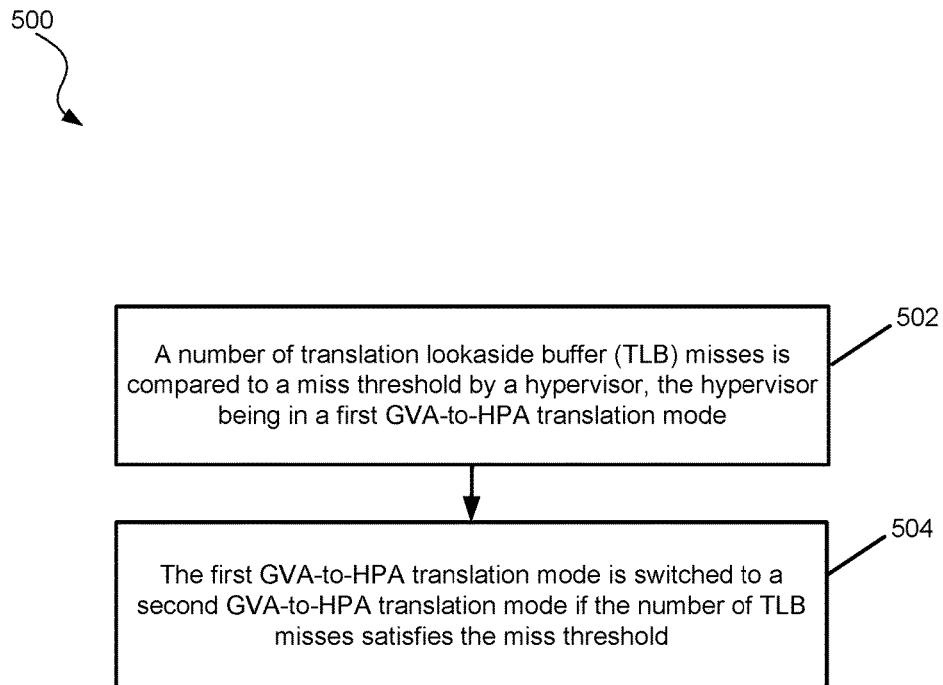 500
502
A number of translation lookaside buffer (TLB) misses is
compared to a miss threshold by a hypervisor, the hypervisor
being in a first GVA-to-HPA translation mode
504
The first GVA-to-HPA translation mode is switched to a
second GVA-to-HPA translation mode if the number of TLB
misses satisfies the miss threshold